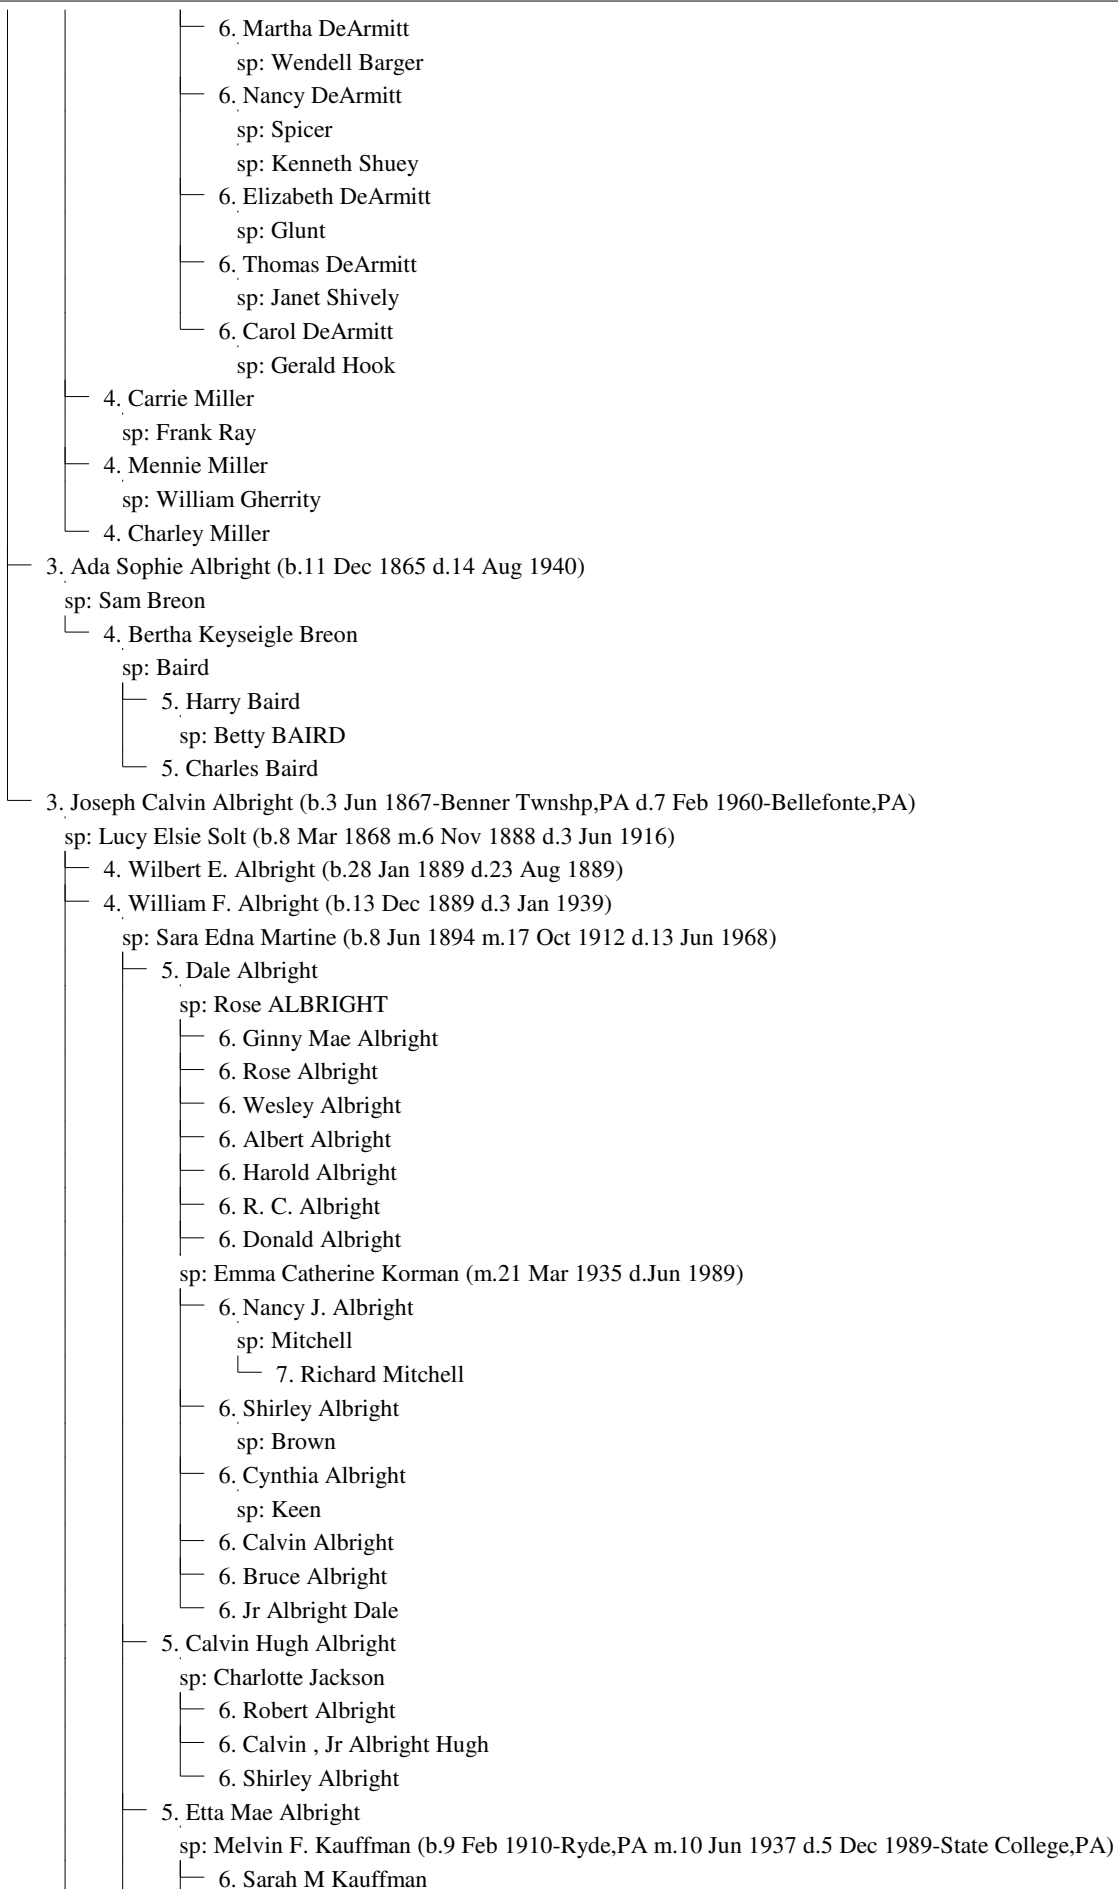 6. Martha DeArmitt
sp: Wendell Barger
6. Nancy DeArmitt
sp: Spicer
sp: Kenneth Shuey
6. Elizabeth DeArmitt
sp: Glunt
6. Thomas DeArmitt
sp: Janet Shively
6. Carol DeArmitt
sp: Gerald Hook
4. Carrie Miller
sp: Frank Ray
4. Mennie Miller
sp: William Gherrity
4. Charley Miller
3. Ada Sophie Albright (b.11 Dec 1865 d.14 Aug 1940)
sp: Sam Breon
4. Bertha Keyseigle Breon
sp: Baird
5. Harry Baird
sp: Betty BAIRD
5. Charles Baird
3. Joseph Calvin Albright (b.3 Jun 1867-Benner Twnshp,PA d.7 Feb 1960-Bellefonte,PA)
sp: Lucy Elsie Solt (b.8 Mar 1868 m.6 Nov 1888 d.3 Jun 1916)
4. Wilbert E. Albright (b.28 Jan 1889 d.23 Aug 1889)
4. William F. Albright (b.13 Dec 1889 d.3 Jan 1939)
sp: Sara Edna Martine (b.8 Jun 1894 m.17 Oct 1912 d.13 Jun 1968)
5. Dale Albright
sp: Rose ALBRIGHT
6. Ginny Mae Albright
6. Rose Albright
6. Wesley Albright
6. Albert Albright
6. Harold Albright
6. R. C. Albright
6. Donald Albright
sp: Emma Catherine Korman (m.21 Mar 1935 d.Jun 1989)
6. Nancy J. Albright
sp: Mitchell
7. Richard Mitchell
6. Shirley Albright
sp: Brown
6. Cynthia Albright
sp: Keen
6. Calvin Albright
6. Bruce Albright
6. Jr Albright Dale
5. Calvin Hugh Albright
sp: Charlotte Jackson
6. Robert Albright
6. Calvin , Jr Albright Hugh
6. Shirley Albright
5. Etta Mae Albright
sp: Melvin F. Kauffman (b.9 Feb 1910-Ryde,PA m.10 Jun 1937 d.5 Dec 1989-State College,PA)
6. Sarah M Kauffman